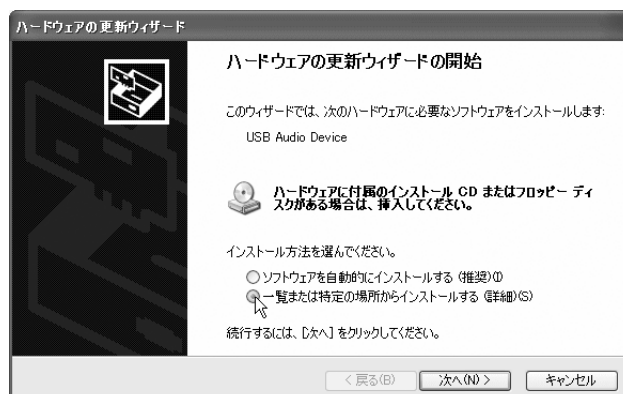 ハードウェアの更新ウィザード
ハードウェアの更新ウィザードの開始
このウィザードでは、次のハードウェアに必要なソフトウェアをインストールします:
USB Audio Device
ハードウェアに付属のインストール CD またはフロッピー ディ
スクがある場合は、挿入してください。
インストール方法を選んでください。
ソフトウェアを自動的にインストールする (推奨)(I)
一覧または特定の場所からインストールする (詳細)(S)
続行するには、[次へ] をクリックしてください。
< 戻る(B) 次へ(N) > キャンセル